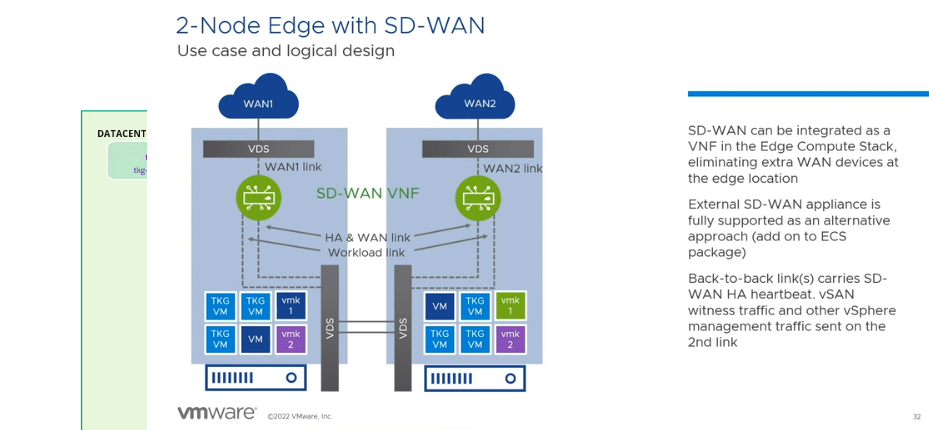 2-Node Edge with SD-WAN
Use case and logical design
WAN1
WAN2
DATACENT
tkg-
VDS
VDS
WAN1 link
WAN2 link
SD-WAN VNF
HA & WAN link
Workload link
TKG VM
TKG VM
vmk 1
TKG VM
VM
vmk 2
VDS
VDS
VM
TKG VM
vmk 1
TKG VM
TKG VM
vmk 2
SD-WAN can be integrated as a
VNF in the Edge Compute Stack,
eliminating extra WAN devices at
the edge location
External SD-WAN appliance is
fully supported as an alternative
approach (add on to ECS
package)
Back-to-back link(s) carries SD-
WAN HA heartbeat. vSAN
witness traffic and other vSphere
management traffic sent on the
2nd link
vmware®
©2022 VMware, Inc.
32